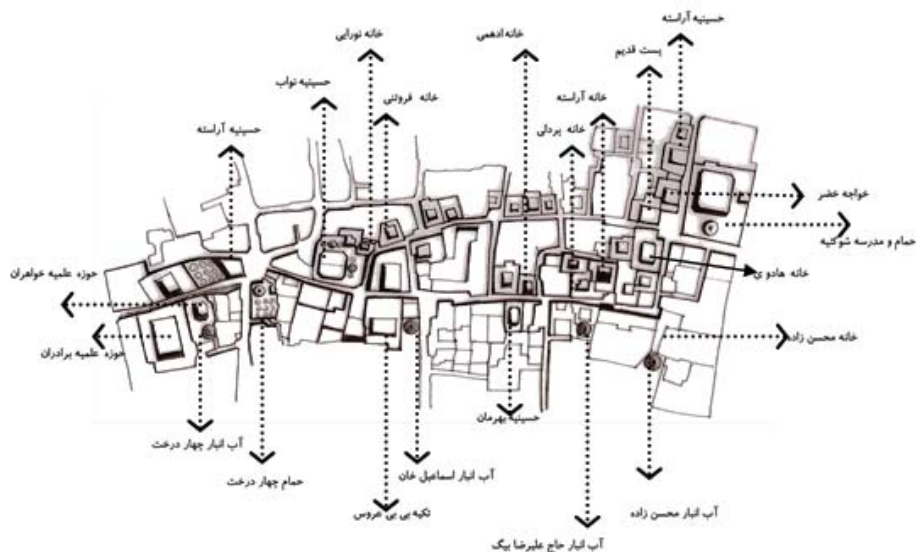 حسینیه آراسته
خانه نورایی
خانه ادهمی
پست قدیم
حسینیه نواب
خانه فروتنی
خانه آراسته
حسینیه آراسته
خانه پردلی
خواجه خضر
حمام و مدرسه شوکتیه
حوزه علمیه خواهران
خانه هادوی
خانه محسن زاده
حوزه علمیه برادران
حسینیه بهرمان
آب انبار چهار درخت
آب انبار اسماعیل خان
حمام چهار درخت
تکیه بی بی عروس
آب انبار محسن زاده
آب انبار حاج علیرضا بیگ